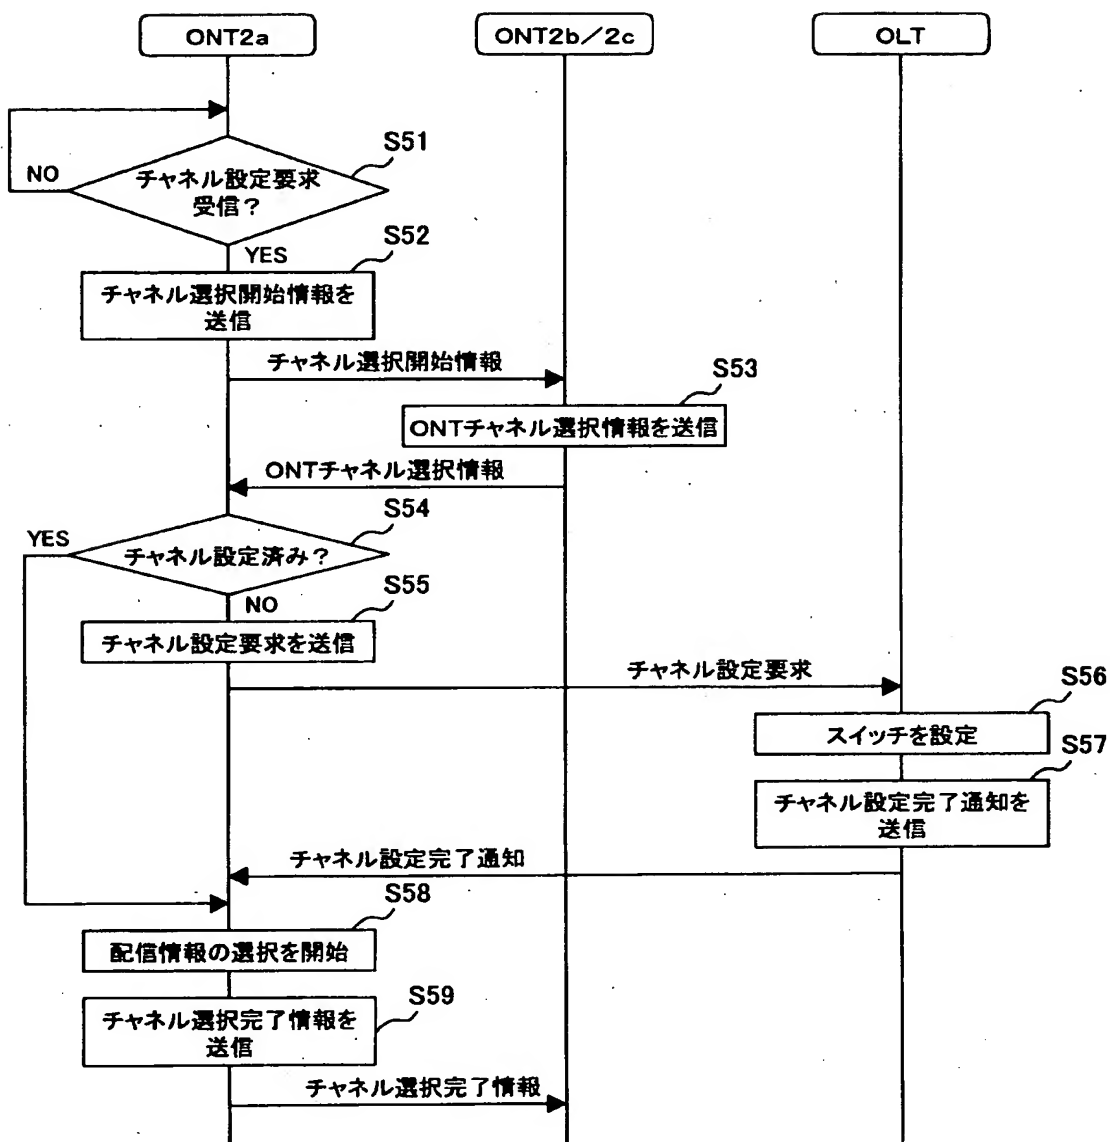 ONT2a
ONT2b／2c
OLT
S51
NO
チャネル設定要求
受信？
YES
S52
チャネル選択開始情報を
送信
チャネル選択開始情報
S53
ONTチャネル選択情報を送信
ONTチャネル選択情報
S54
YES
チャネル設定済み？
NO
S55
チャネル設定要求を送信
チャネル設定要求
S56
スイッチを設定
S57
チャネル設定完了通知を
送信
チャネル設定完了通知
S58
配信情報の選択を開始
S59
チャネル選択完了情報を
送信
チャネル選択完了情報